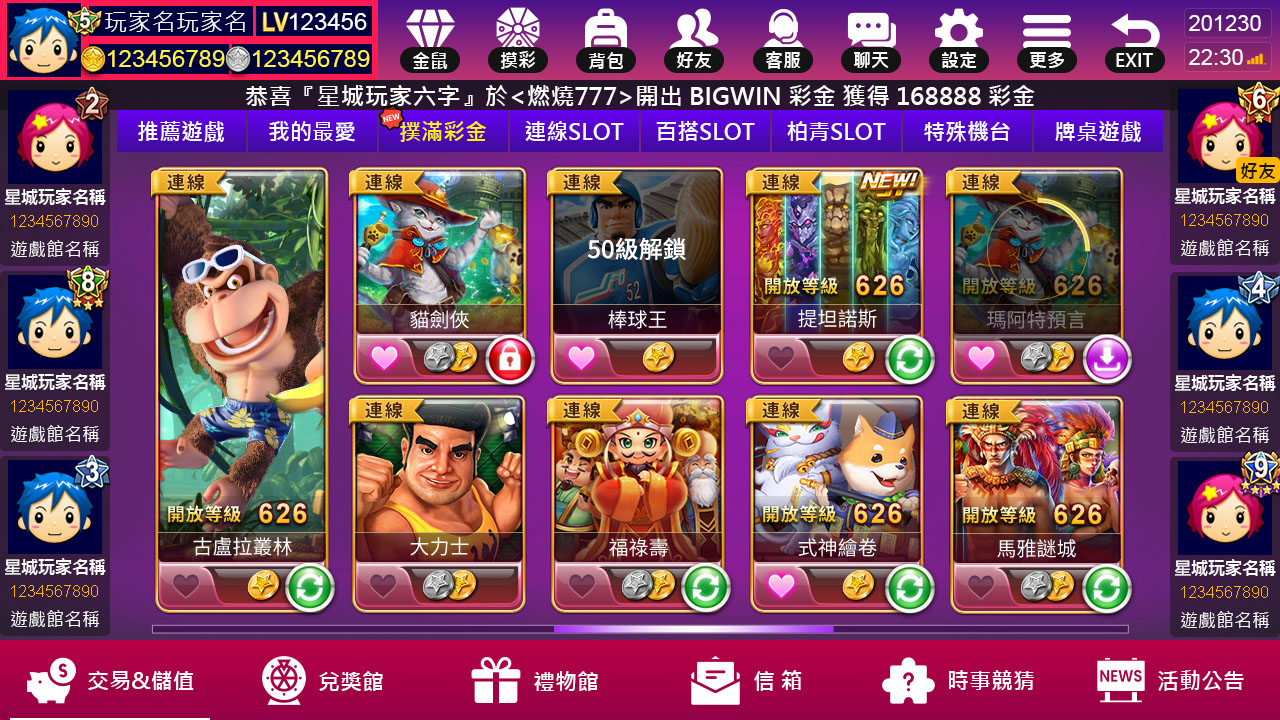 5 玩家名玩家名 LV123456
123456789 123456789
金鼠 摸彩 背包 好友 客服 聊天 設定 更多 EXIT
201230
22:30
恭喜『星城玩家六字』於<燃燒777>開出 BIGWIN 彩金 獲得 168888 彩金
推薦遊戲 我的最愛 NEW 撲滿彩金 連線SLOT 百搭SLOT 柏青SLOT 特殊機台 牌桌遊戲
2
星城玩家名稱
1234567890
遊戲館名稱
8
星城玩家名稱
1234567890
遊戲館名稱
3
星城玩家名稱
1234567890
遊戲館名稱
連線
開放等級 626
古盧拉叢林
連線
貓劍俠
連線
50級解鎖
52
棒球王
連線 NEW!
開放等級 626
提坦諾斯
連線
開放等級 626
瑪阿特預言
連線
大力士
連線
福祿壽
連線
開放等級 626
式神繪卷
連線
開放等級 626
馬雅謎城
6
好友
星城玩家名稱
1234567890
遊戲館名稱
4
星城玩家名稱
1234567890
遊戲館名稱
9
星城玩家名稱
1234567890
遊戲館名稱
$ 交易&儲值 兌獎館 禮物館 信 箱 ? 時事競猜 NEWS 活動公告